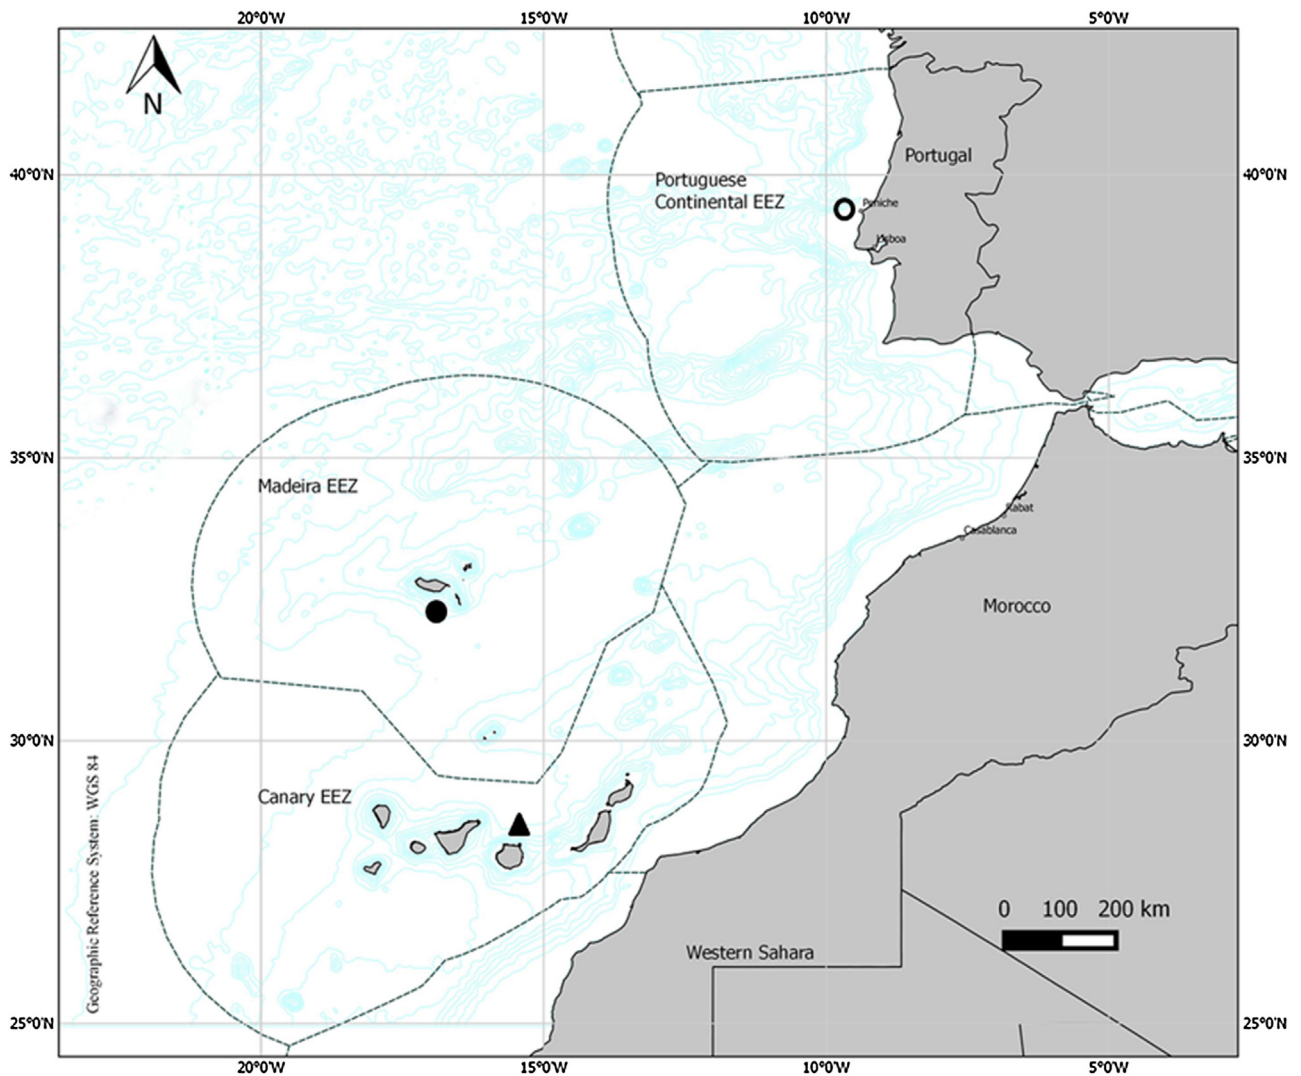 20°0'W 15°0'W 10°0'W 5°0'W
N
40°0'N 40°0'N
Portugal
Portuguese
Continental EEZ
Peniche
Lisboa
35°0'N 35°0'N
Madeira EEZ
Rabat
Casablanca
Morocco
30°0'N 30°0'N
Geographic Reference System: WGS 84
Canary EEZ
0 100 200 km
Western Sahara
25°0'N 25°0'N
20°0'W 15°0'W 10°0'W 5°0'W